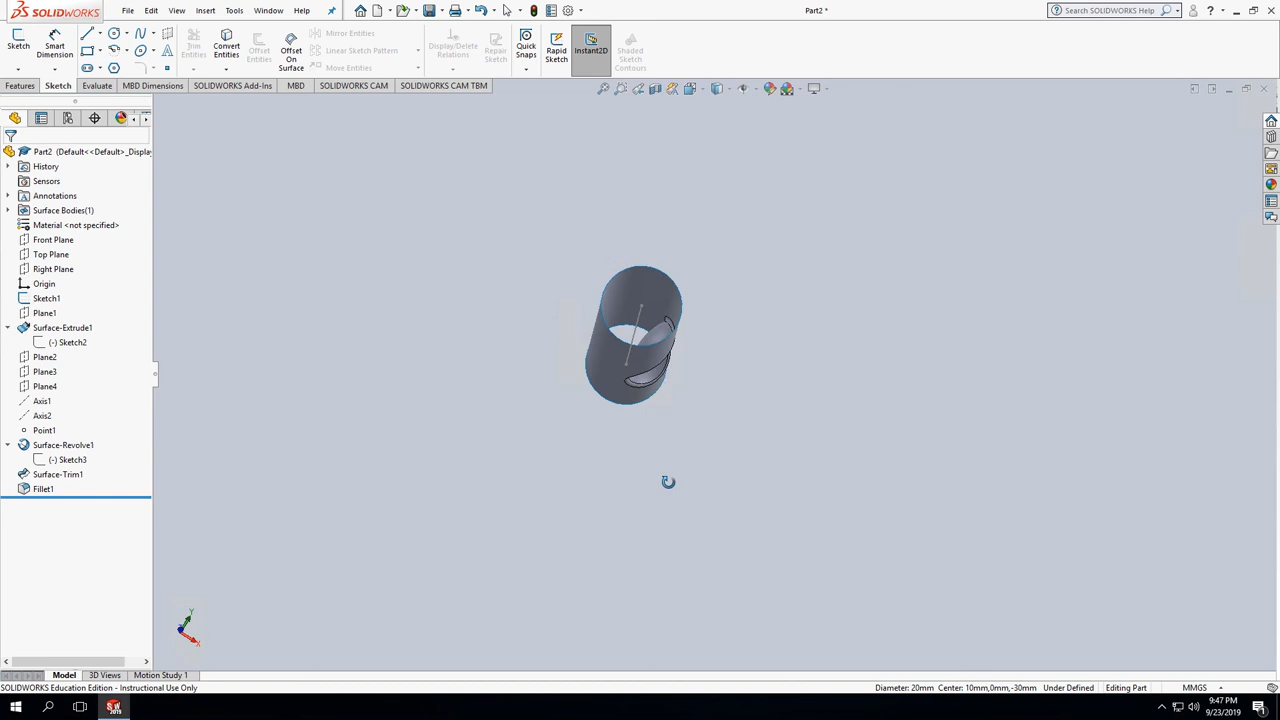 SOLIDWORKS File Edit View Insert Tools Window Help Part2 * Search SOLIDWORKS Help
Sketch Smart Dimension Trim Entities Convert Entities Offset Entities Offset On Surface Mirror Entities Linear Sketch Pattern Move Entities Display/Delete Relations Repair Sketch Quick Snaps Rapid Sketch Instant2D Shaded Sketch Contours
Features Sketch Evaluate MBD Dimensions SOLIDWORKS Add-Ins MBD SOLIDWORKS CAM SOLIDWORKS CAM TBM
Part2 (Default<<Default>_Display
History
Sensors
Annotations
Surface Bodies(1)
Material <not specified>
Front Plane
Top Plane
Right Plane
Origin
Sketch1
Plane1
Surface-Extrude1
(-) Sketch2
Plane2
Plane3
Plane4
Axis1
Axis2
Point1
Surface-Revolve1
(-) Sketch3
Surface-Trim1
Fillet1
Y
X
Model 3D Views Motion Study 1
SOLIDWORKS Education Edition - Instructional Use Only Diameter: 20mm Center: 10mm,0mm,-30mm Under Defined Editing Part MMGS
9:47 PM
9/23/2019